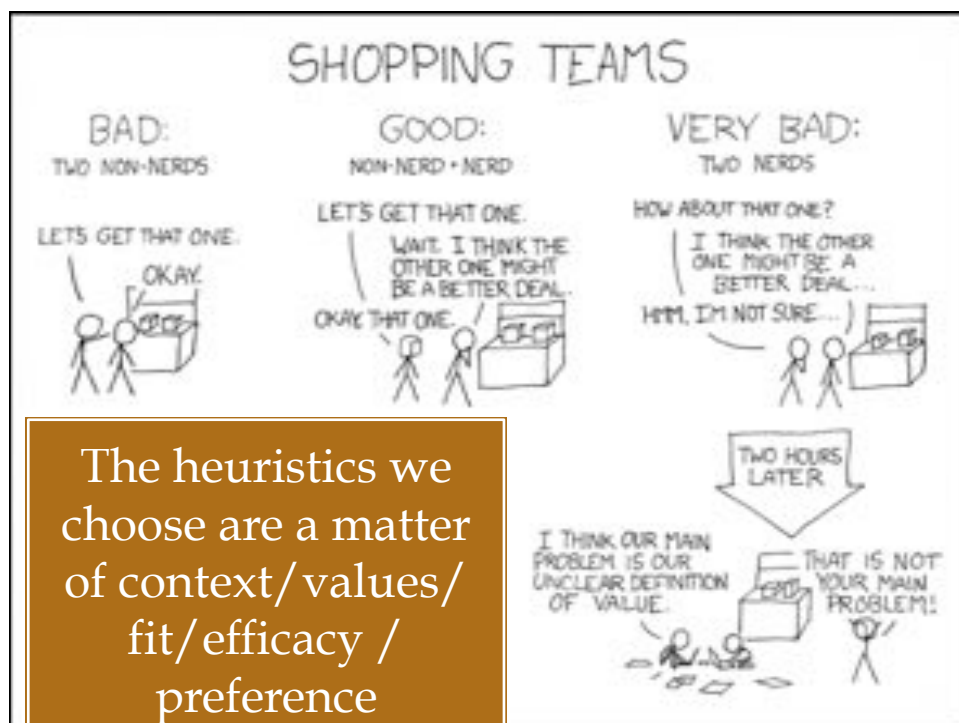 SHOPPING TEAMS
BAD:
TWO NON-NERDS
LET'S GET THAT ONE.
OKAY.
GOOD:
NON-NERD + NERD
LET'S GET THAT ONE.
WAIT. I THINK THE
OTHER ONE MIGHT
BE A BETTER DEAL.
OKAY, THAT ONE.
VERY BAD:
TWO NERDS
HOW ABOUT THAT ONE?
I THINK THE OTHER
ONE MIGHT BE A
BETTER DEAL...
HMM, I'M NOT SURE...
TWO HOURS
LATER
I THINK OUR MAIN
PROBLEM IS OUR
UNCLEAR DEFINITION
OF VALUE.
THAT IS NOT
YOUR MAIN
PROBLEM!
The heuristics we
choose are a matter
of context/values/
fit/efficacy /
preference